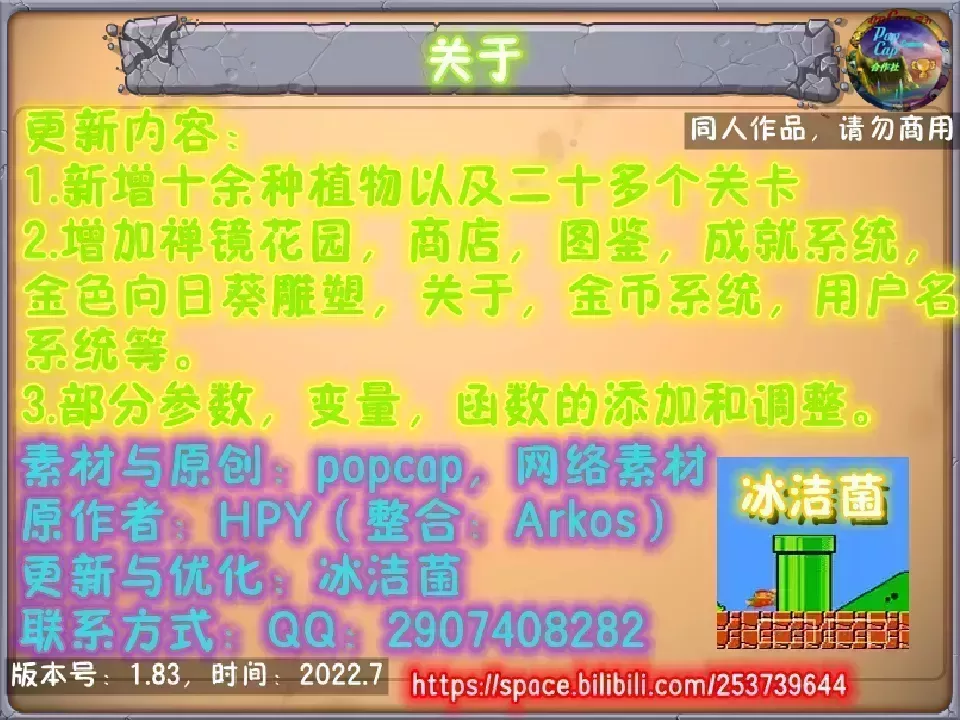 关于
Pop
Cap
合作社
同人作品，请勿商用
更新内容：
1.新增十余种植物以及二十多个关卡
2.增加禅镜花园，商店，图鉴，成就系统，
金色向日葵雕塑，关于，金币系统，用户名
系统等。
3.部分参数，变量，函数的添加和调整。
素材与原创：popcap，网络素材
原作者：HPY（整合：Arkos）
更新与优化：冰洁菌
联系方式：QQ：2907408282
冰洁菌
版本号：1.83，时间：2022.7
https://space.bilibili.com/253739644